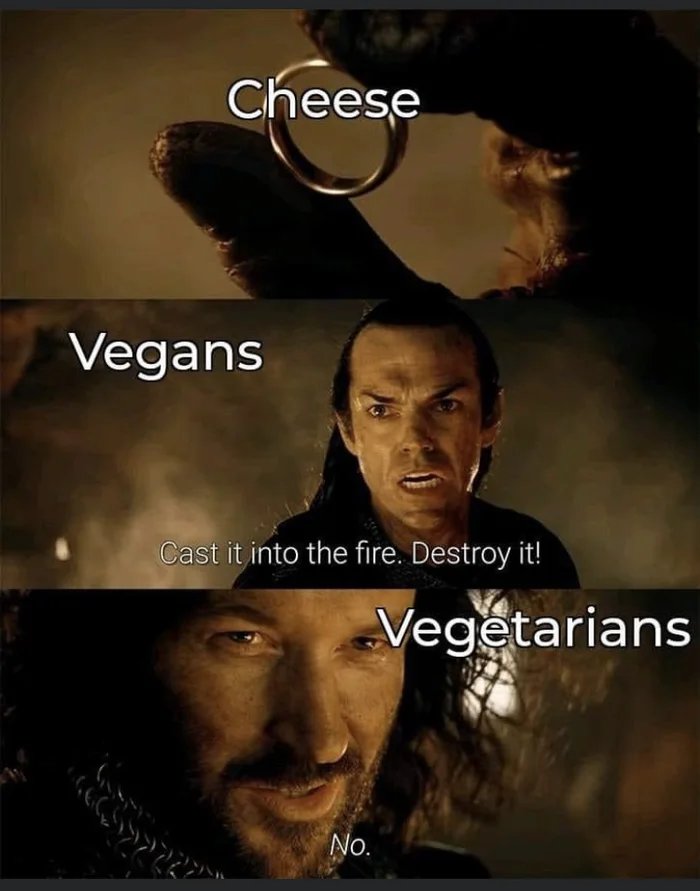 Cheese
Vegans
Cast it into the fire. Destroy it!
Vegetarians
No.